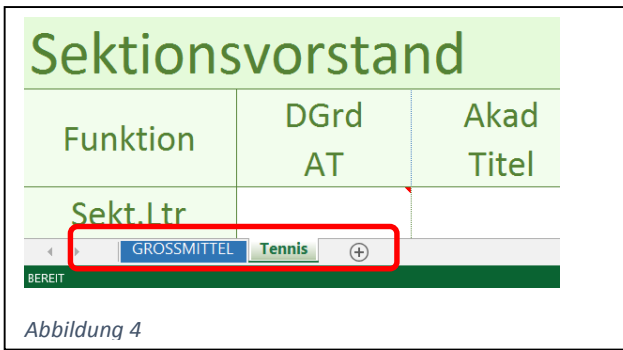 Sektionsvorstand
Funktion
DGrd
AT
Akad
Titel
Sekt.Ltr
GROSSMITTEL Tennis
BEREIT
Abbildung 4